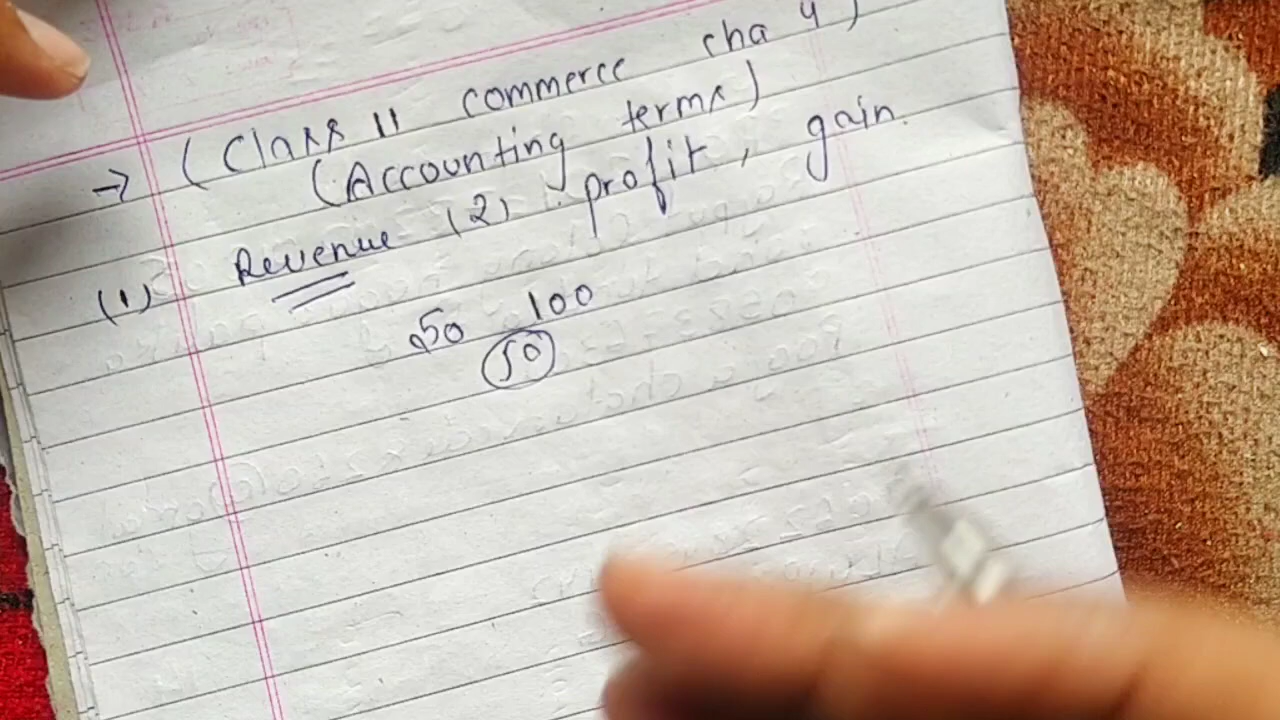 → (Class 11 commerce cha 4)
(Accounting terms)
(1) Revenue (2) profit, gain.
50 100
50